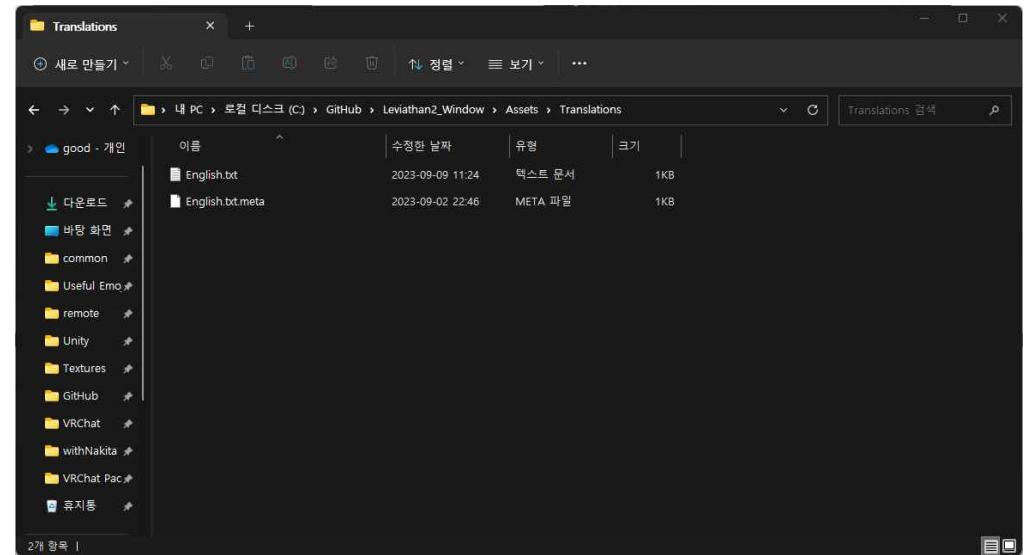 Translations
새로 만들기 정렬 보기
내 PC > 로컬 디스크 (C:) > GitHub > Leviathan2_Window > Assets > Translations Translations 검색
good - 개인 이름 수정한 날짜 유형 크기
English.txt 2023-09-09 11:24 텍스트 문서 1KB
English.txt.meta 2023-09-02 22:46 META 파일 1KB
다운로드
바탕 화면
common
Useful Emo
remote
Unity
Textures
GitHub
VRChat
withNakita
VRChat Pac
휴지통
2개 항목